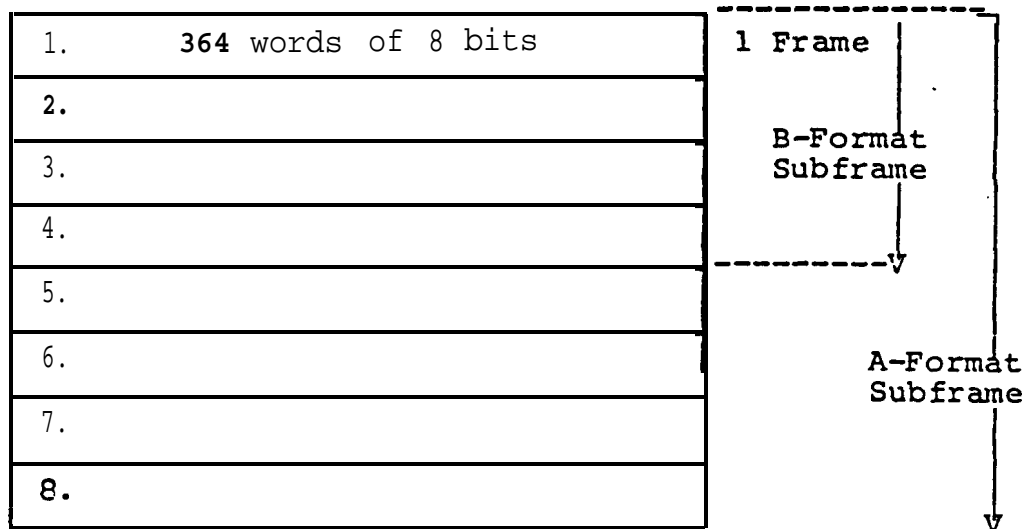 1. 364 words of 8 bits
1 Frame
2.
B-Format
Subframe
3.
4.
5.
6.
A-Format
Subframe
7.
8.